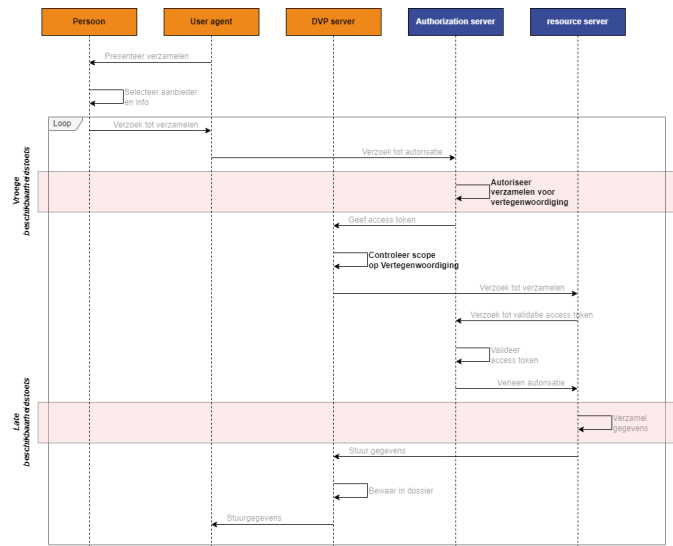 Persoon
User agent
DVP server
Authorization server
resource server
Presenteer verzamelen
Selecteer aanbieder
en info
Loop
Verzoek tot verzamelen
Verzoek tot autorisatie
Vroege
beschikbaarheidstoets
Autoriseer
verzamelen voor
vertegenwoordiging
Geef access token
Controleer scope
op Vertegenwoordiging
Verzoek tot verzamelen
Verzoek tot validatie access token
Valideer
access token
Verleen autorisatie
Late
beschikbaarheidstoets
Verzamel
gegevens
Stuur gegevens
Bewaar in dossier
Stuurgegevens